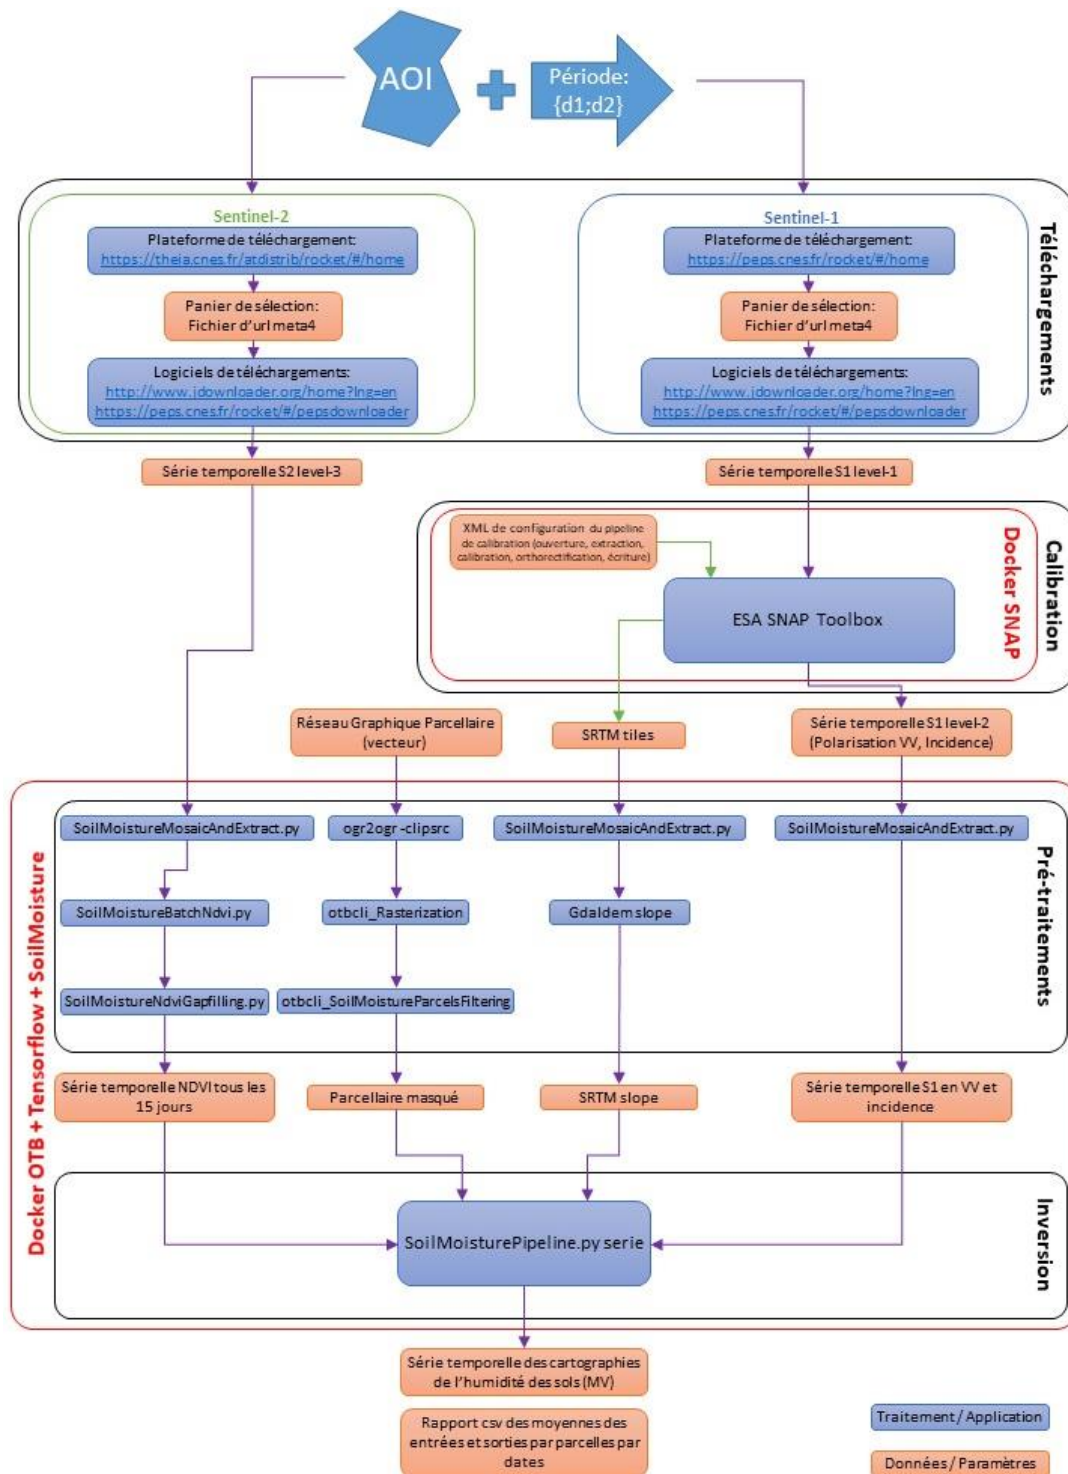 AOI
Période:
{d1;d2}
Téléchargements
Sentinel-2
Plateforme de téléchargement:
https://theia.cnes.fr/atdistrib/rocket/#/home
Panier de sélection:
Fichier d'url meta4
Logiciels de téléchargements:
http://www.jdownloader.org/home?lng=en
https://peps.cnes.fr/rocket/#/pepsdownloader
Sentinel-1
Plateforme de téléchargement:
https://peps.cnes.fr/rocket/#/home
Panier de sélection:
Fichier d'url meta4
Logiciels de téléchargements:
http://www.jdownloader.org/home?lng=en
https://peps.cnes.fr/rocket/#/pepsdownloader
Série temporelle S2 level-3
Série temporelle S1 level-1
Calibration
Docker SNAP
XML de configuration du pipeline
de calibration (ouverture, extraction,
calibration, orthorectification, écriture)
ESA SNAP Toolbox
Réseau Graphique Parcellaire
(vecteur)
SRTM tiles
Série temporelle S1 level-2
(Polarisation VV, Incidence)
Docker OTB + Tensorflow + SoilMoisture
Pré-traitements
SoilMoistureMosaicAndExtract.py
ogr2ogr -clipsrc
SoilMoistureMosaicAndExtract.py
SoilMoistureMosaicAndExtract.py
SoilMoistureBatchNdvi.py
otbcli_Rasterization
Gdaldem slope
SoilMoistureNdviGapfilling.py
otbcli_SoilMoistureParcelsFiltering
Série temporelle NDVI tous les
15 jours
Parcellaire masqué
SRTM slope
Série temporelle S1 en VV et
incidence
Inversion
SoilMoisturePipeline.py serie
Série temporelle des cartographies
de l'humidité des sols (MV)
Rapport csv des moyennes des
entrées et sorties par parcelles par
dates
Traitement / Application
Données / Paramètres